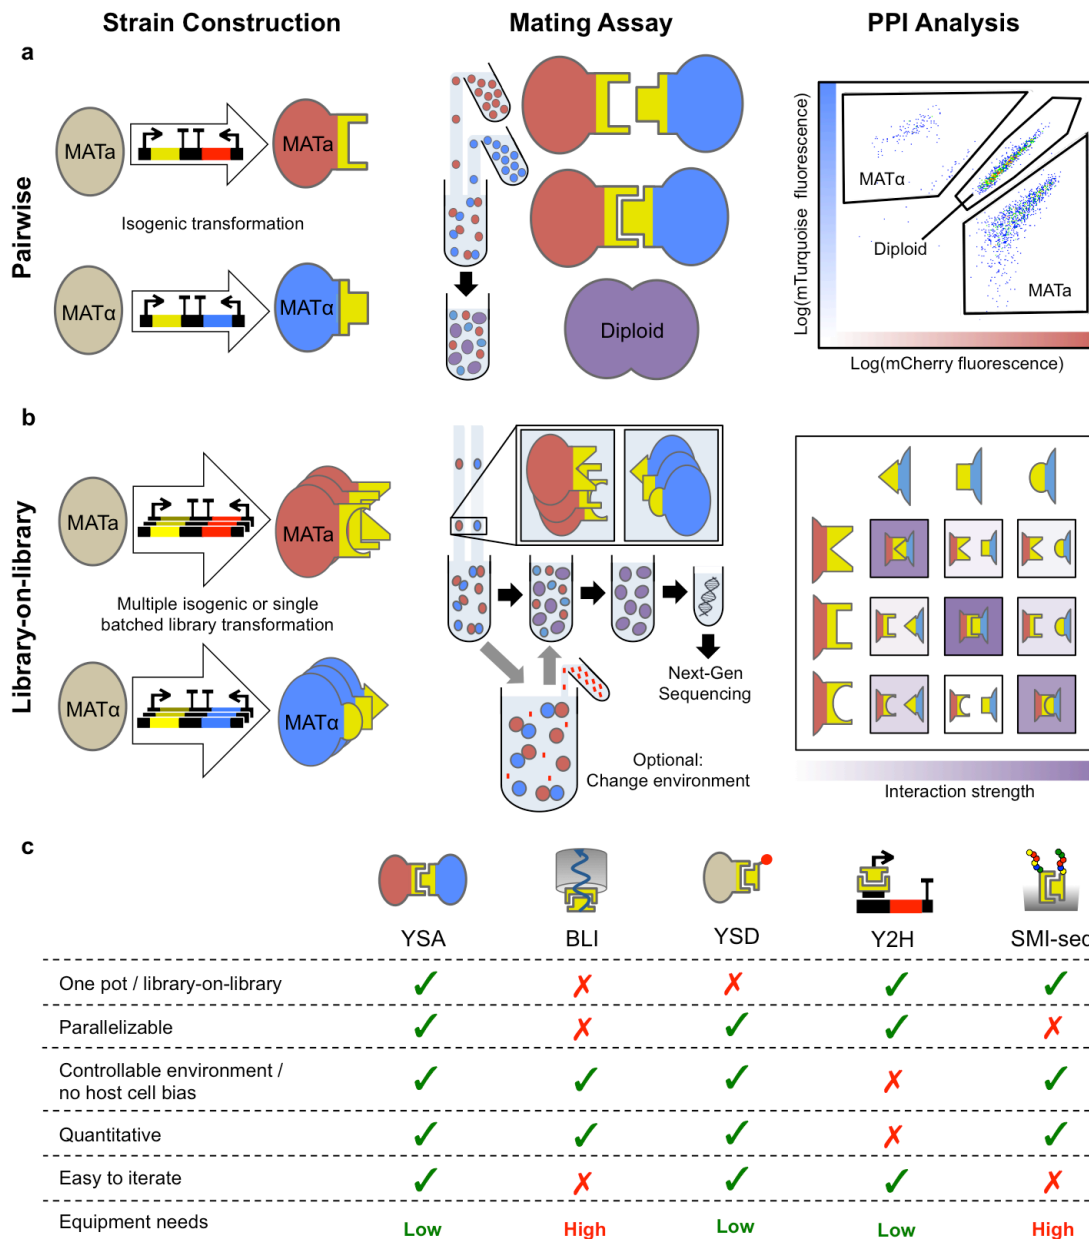 Strain Construction
Mating Assay
PPI Analysis
a
Pairwise
MATa
MATa
Isogenic transformation
MATα
MATα
Diploid
Log(mTurquoise fluorescence)
MATα
Diploid
MATa
Log(mCherry fluorescence)
b
Library-on-library
MATa
MATa
Multiple isogenic or single
batched library transformation
MATα
MATα
Next-Gen
Sequencing
Optional:
Change environment
Interaction strength
c
YSA BLI YSD Y2H SMI-seq
One pot / library-on-library ✓ ✗ ✗ ✓ ✓
Parallelizable ✓ ✗ ✓ ✓ ✗
Controllable environment /
no host cell bias ✓ ✓ ✓ ✗ ✓
Quantitative ✓ ✓ ✓ ✗ ✓
Easy to iterate ✓ ✗ ✓ ✓ ✗
Equipment needs Low High Low Low High